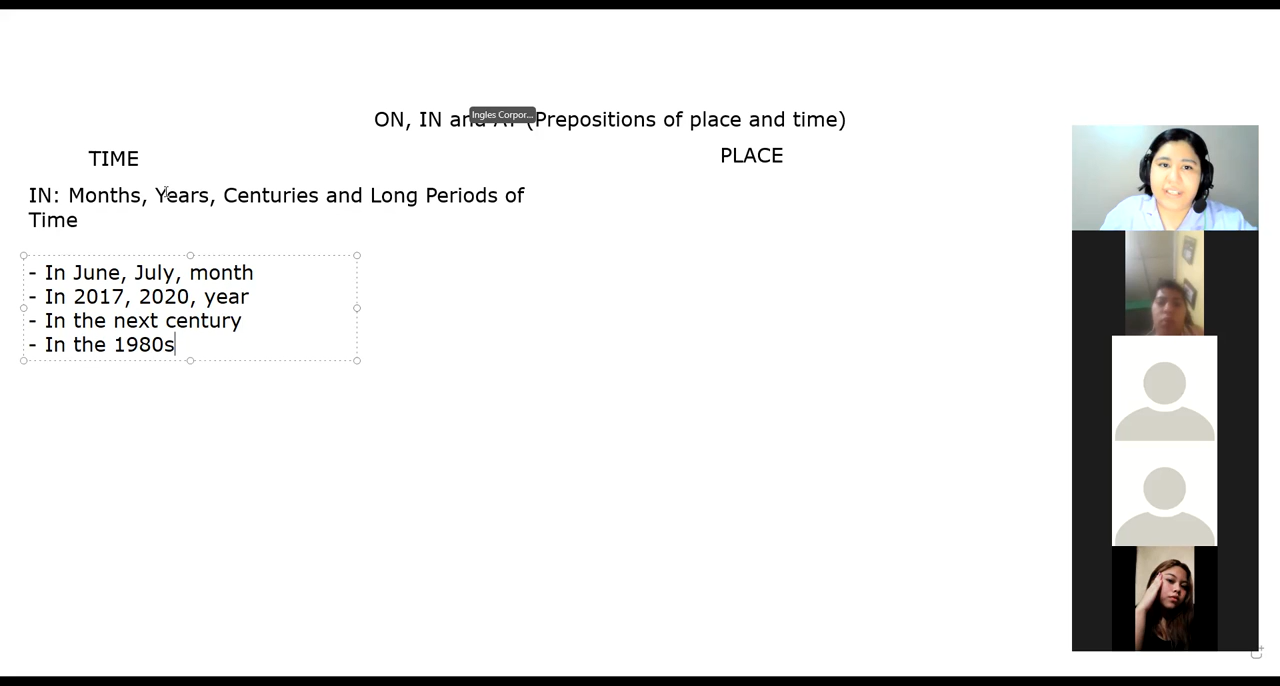 ON, IN and AT (Prepositions of place and time)
Ingles Corpor...
TIME
PLACE
IN: Months, Years, Centuries and Long Periods of
Time
- In June, July, month
- In 2017, 2020, year
- In the next century
- In the 1980s